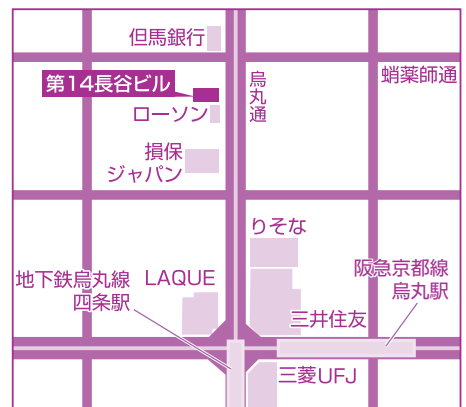 但馬銀行
蛸薬師通
第14長谷ビル
烏丸通
ローソン
損保
ジャパン
りそな
地下鉄烏丸線
四条駅
LAQUE
阪急京都線
烏丸駅
三井住友
三菱UFJ